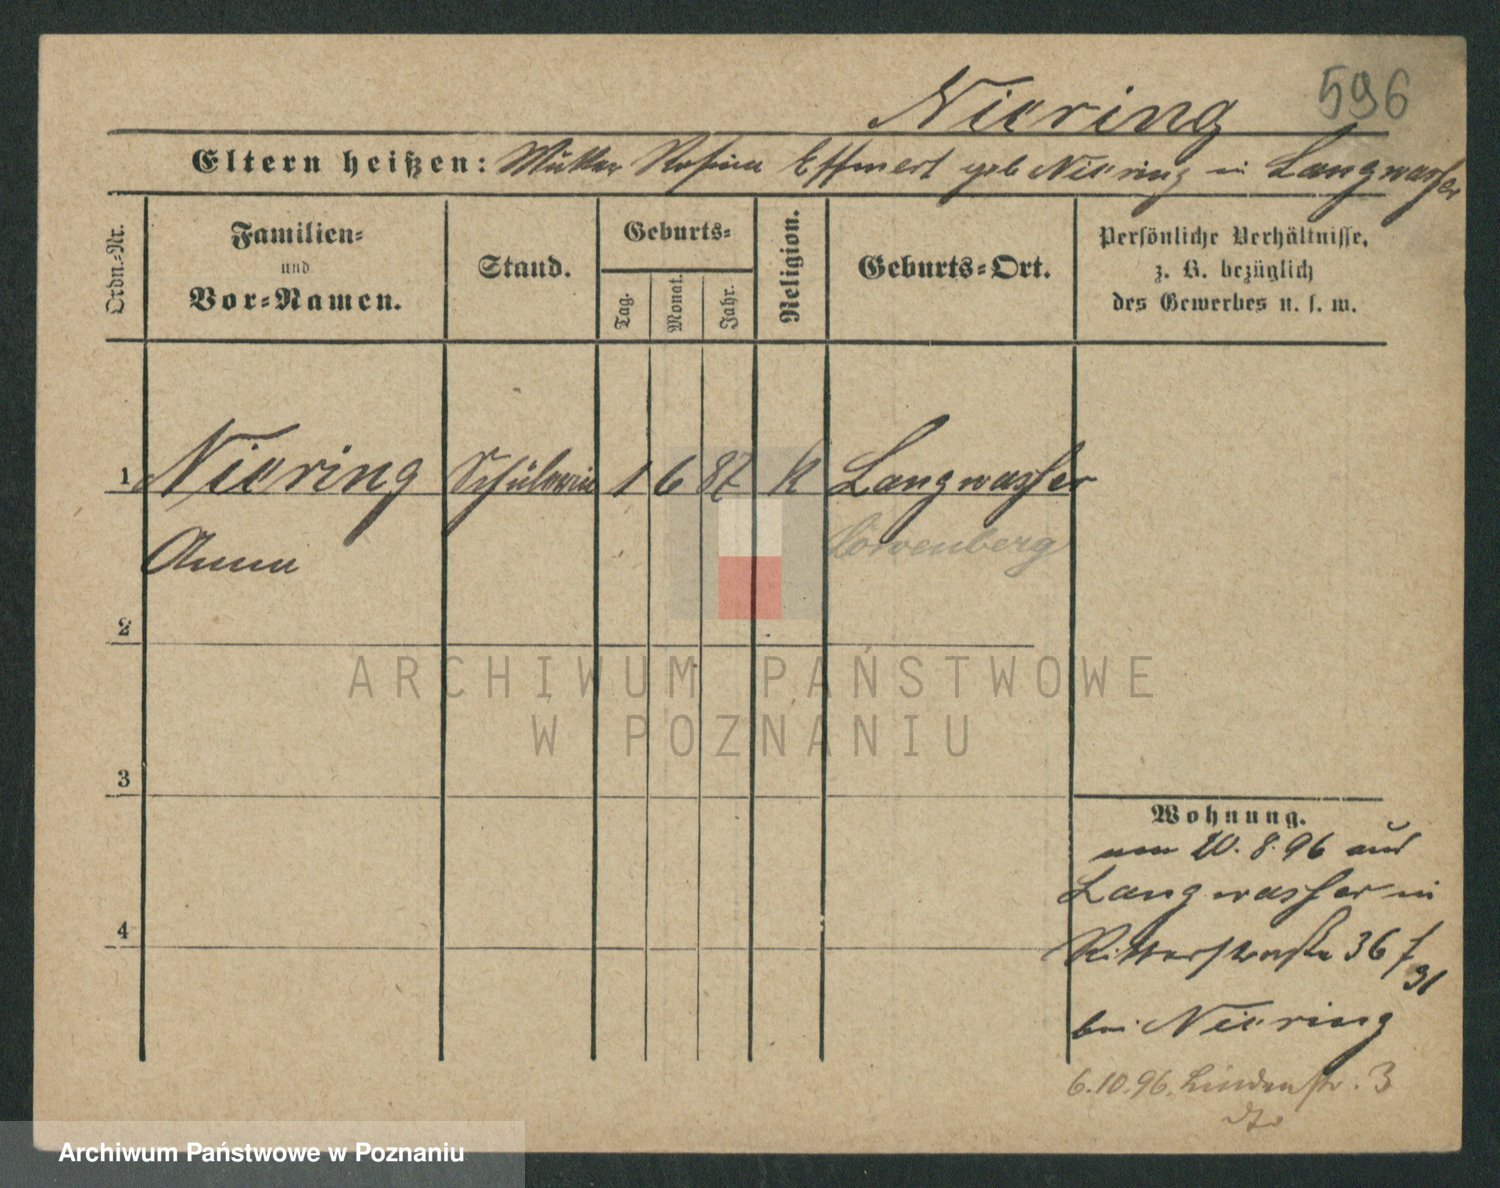 596
Niering
Eltern heißen: Mutter Rosina Effmert geb Niering in Langwasser
Ordn.-Nr.
Familien-
und
Vor-Namen.
Stand.
Geburts-
Tag.
Monat.
Jahr.
Religion.
Geburts-Ort.
Persönliche Verhältnisse,
z. B. bezüglich
des Gewerbes u. s. w.
1 Niering Schülerin 1 6 87 k Langwasser
Anna Löwenberg
2
3
4
Wohnung.
am 20.8.96 aus
Langwasser in
Ritterstraße 36 /
31
bei Niering
6.10.96. Lindenstr. 3
dto
ARCHIWUM PAŃSTWOWE
W POZNANIU
Archiwum Państwowe w Poznaniu